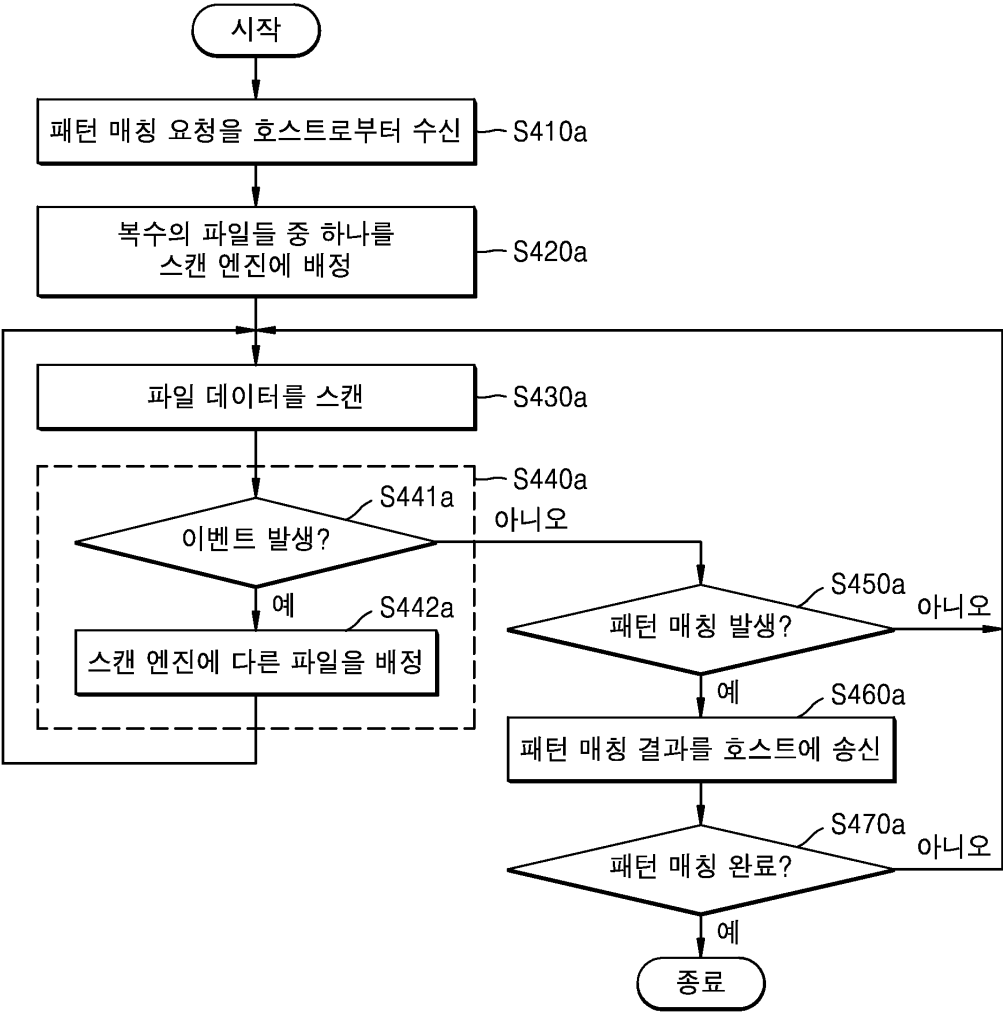 시작
패턴 매칭 요청을 호스트로부터 수신
S410a
복수의 파일들 중 하나를
스캔 엔진에 배정
S420a
파일 데이터를 스캔
S430a
S440a
S441a
이벤트 발생?
아니오
예
S442a
스캔 엔진에 다른 파일을 배정
S450a
패턴 매칭 발생?
아니오
예
S460a
패턴 매칭 결과를 호스트에 송신
S470a
패턴 매칭 완료?
아니오
예
종료